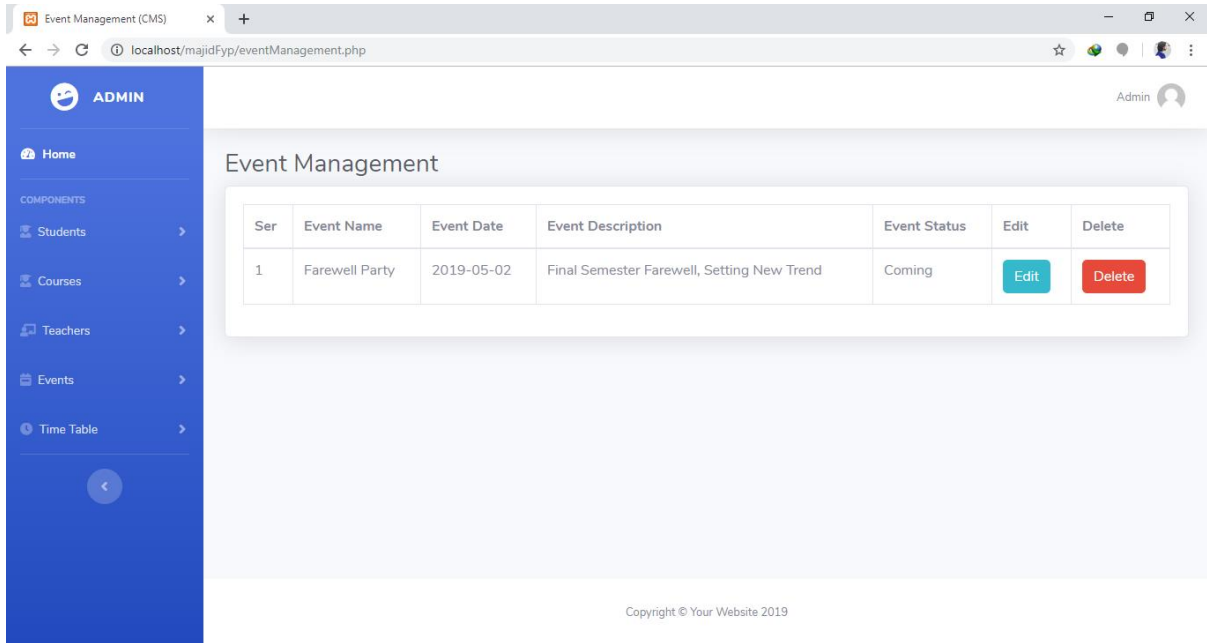 Event Management (CMS)
localhost/majidFyp/eventManagement.php
ADMIN
Admin
Home
COMPONENTS
Students
Courses
Teachers
Events
Time Table
Event Management
Ser Event Name Event Date Event Description Event Status Edit Delete
1 Farewell Party 2019-05-02 Final Semester Farewell, Setting New Trend Coming Edit Delete
Copyright © Your Website 2019